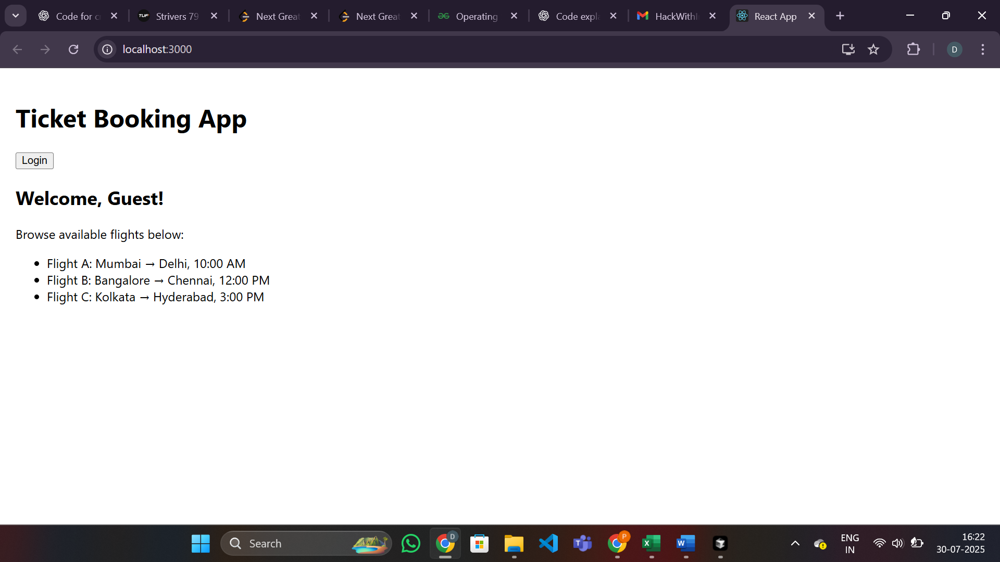 Code for c
Strivers 79
Next Great
Next Great
Operating
Code expla
HackWithI
React App
localhost:3000
D
Ticket Booking App
Login
Welcome, Guest!
Browse available flights below:
Flight A: Mumbai → Delhi, 10:00 AM
Flight B: Bangalore → Chennai, 12:00 PM
Flight C: Kolkata → Hyderabad, 3:00 PM
Search
D
P
ENG
IN
16:22
30-07-2025